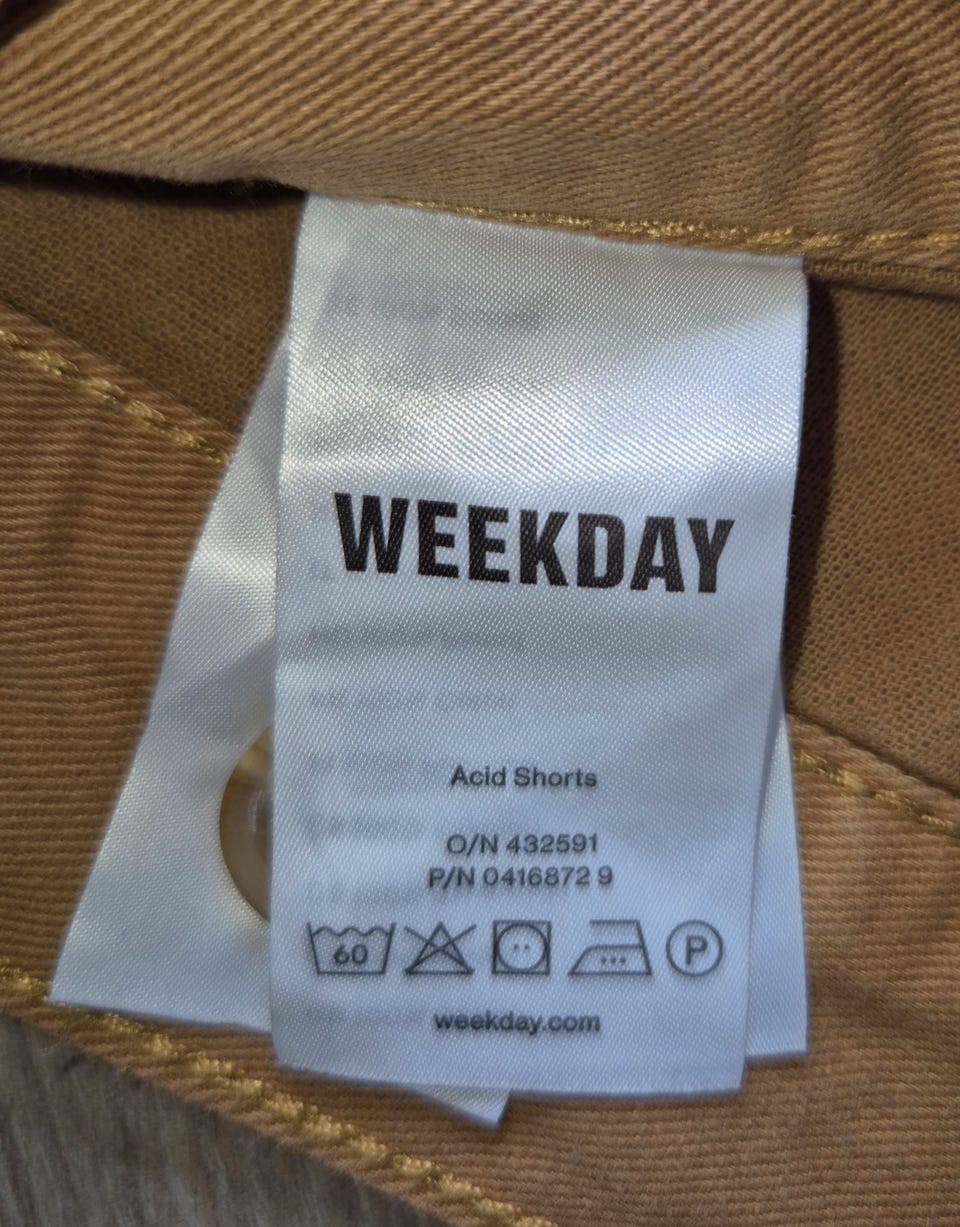 WEEKDAY
Acid Shorts
O/N 432591
P/N 0416872 9
60
P
weekday.com